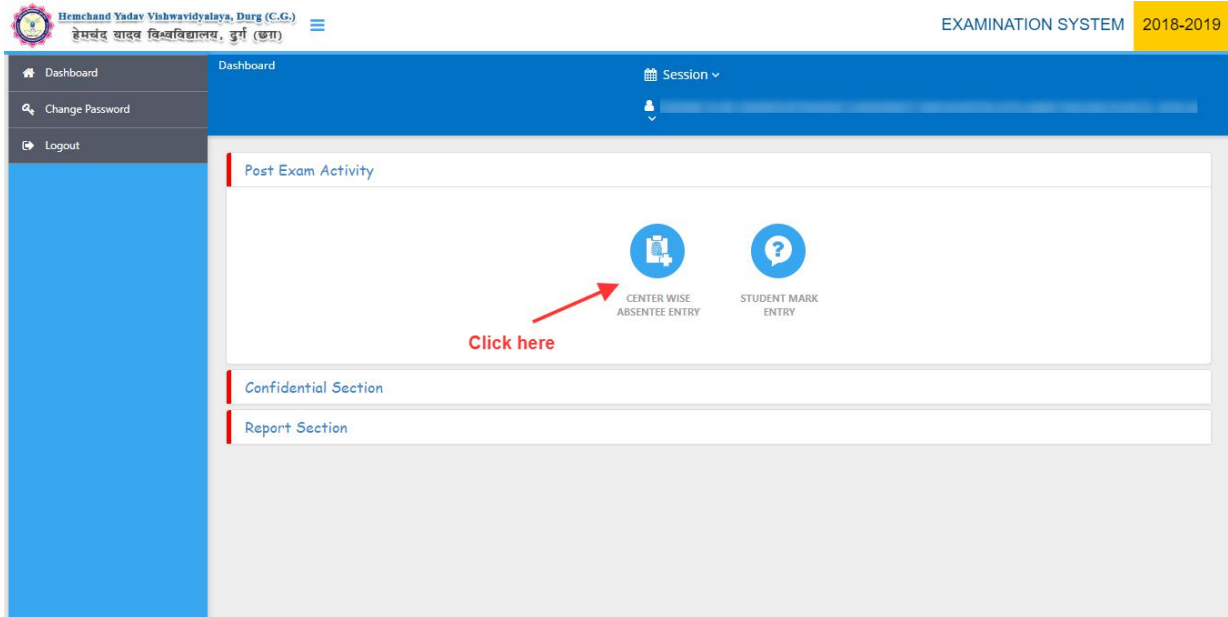 Hemchand Yadav Vishwavidyalaya, Durg (C.G.)
हेमचंद यादव विश्वविद्यालय, दुर्ग (छग)
EXAMINATION SYSTEM 2018-2019
Dashboard
Change Password
Logout
Dashboard
Session
Post Exam Activity
CENTER WISE
ABSENTEE ENTRY
STUDENT MARK
ENTRY
Click here
Confidential Section
Report Section